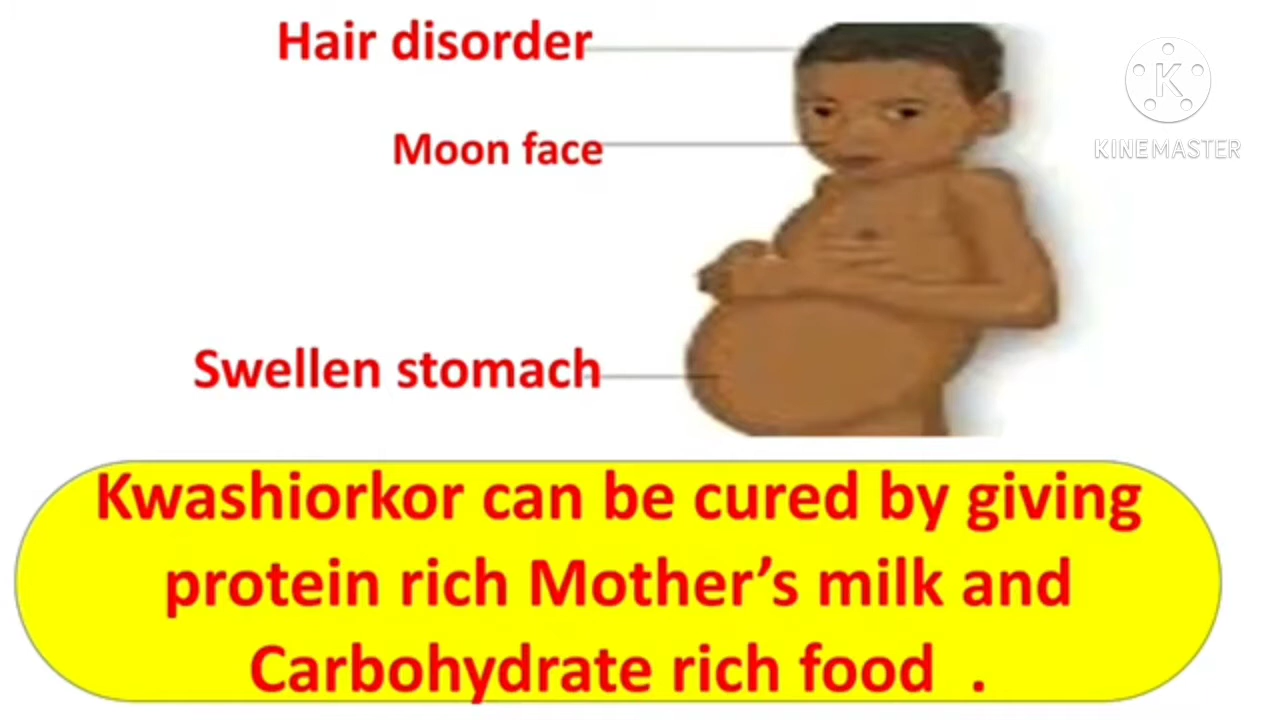 Hair disorder
K
KINEMASTER
Moon face
Swellen stomach
Kwashiorkor can be cured by giving
protein rich Mother's milk and
Carbohydrate rich food .